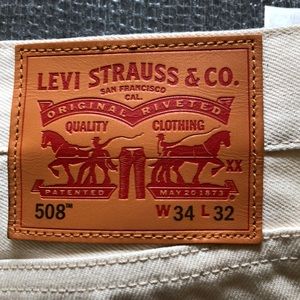 LEVI STRAUSS & CO.
SAN FRANCISCO
CAL.
ORIGINAL RIVETED
QUALITY CLOTHING
XX
PATENTED MAY 20 1873
508™ W 34 L 32